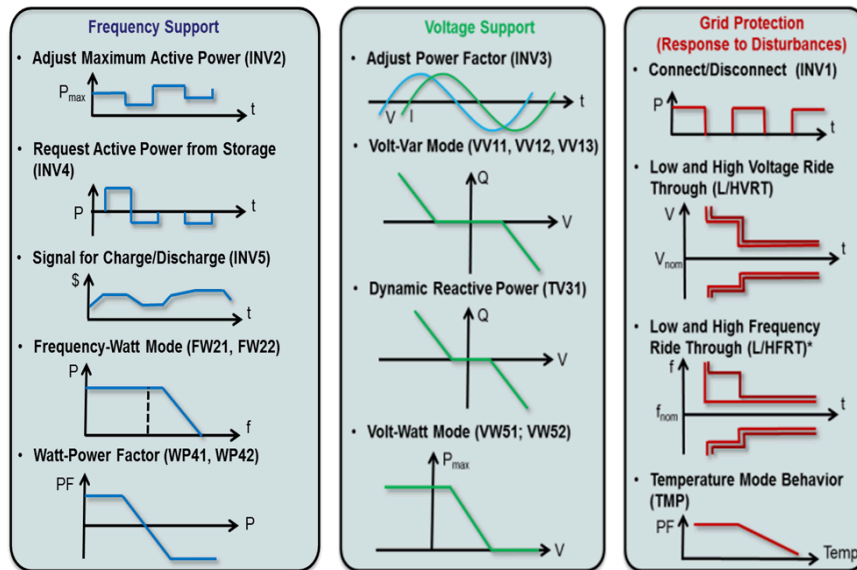 Frequency Support
• Adjust Maximum Active Power (INV2)
Pmax
t
• Request Active Power from Storage
(INV4)
P
t
• Signal for Charge/Discharge (INV5)
$
t
• Frequency-Watt Mode (FW21, FW22)
P
f
• Watt-Power Factor (WP41, WP42)
PF
P
Voltage Support
• Adjust Power Factor (INV3)
V
I
t
• Volt-Var Mode (VV11, VV12, VV13)
Q
V
• Dynamic Reactive Power (TV31)
Q
V
• Volt-Watt Mode (VW51; VW52)
Pmax
V
Grid Protection
(Response to Disturbances)
• Connect/Disconnect (INV1)
P
t
• Low and High Voltage Ride
Through (L/HVRT)
V
Vnom
t
• Low and High Frequency
Ride Through (L/HFRT)*
f
fnom
t
• Temperature Mode Behavior
(TMP)
PF
Temp